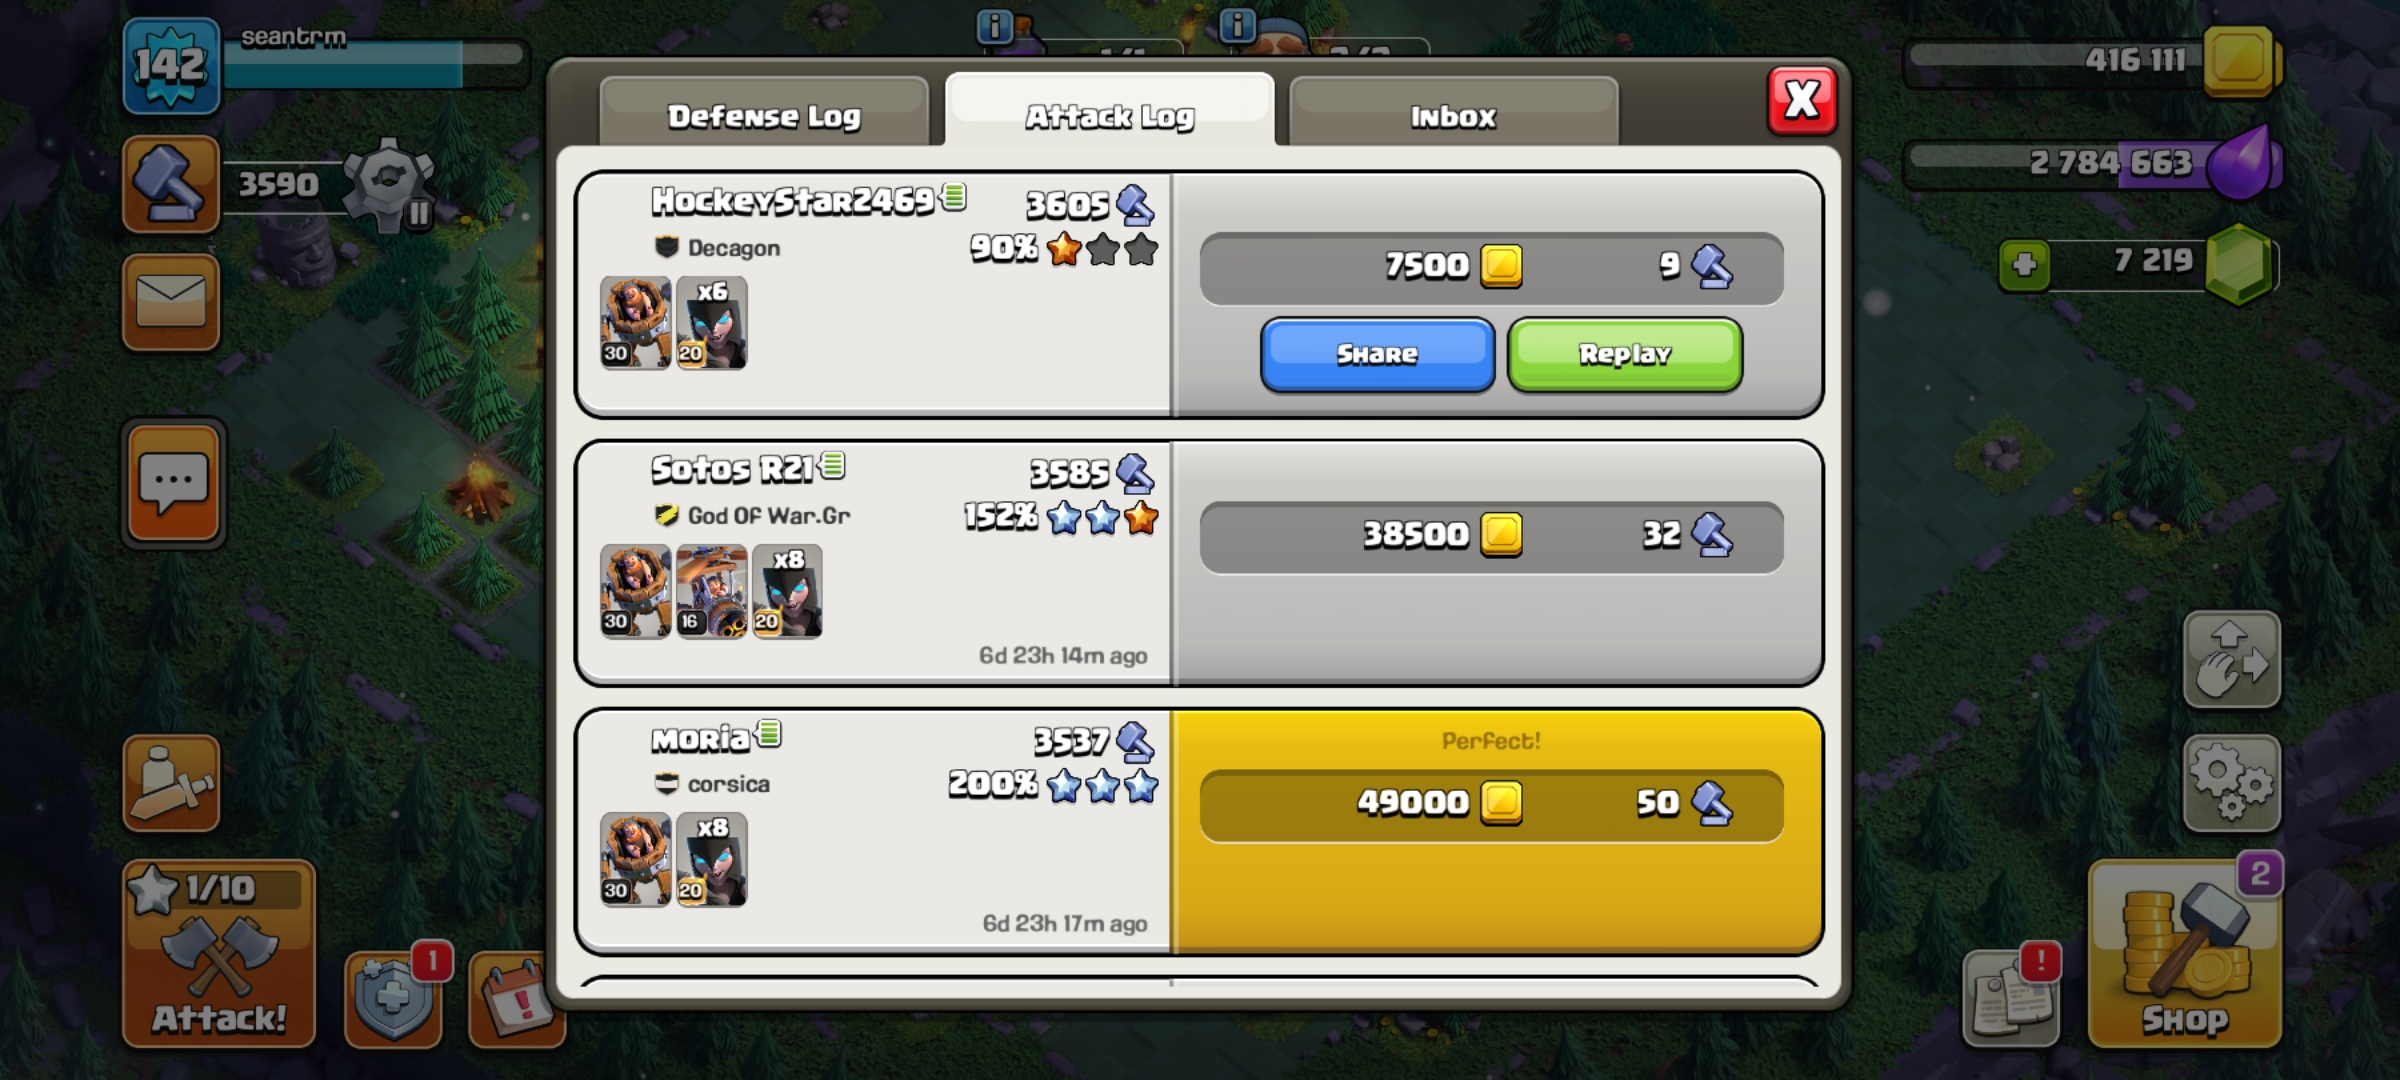 142
seantrm
3590
416 111
2 784 663
7 219
Defense Log
Attack Log
Inbox
X
HockeyStar2469
3605
Decagon
90%
30
x6
20
7500
9
Share
Replay
Sotos R21
3585
God Of War.Gr
152%
30
16
x8
20
6d 23h 14m ago
38500
32
moria
3537
corsica
200%
30
x8
20
6d 23h 17m ago
Perfect!
49000
50
1/10
Attack!
1
!
!
2
Shop